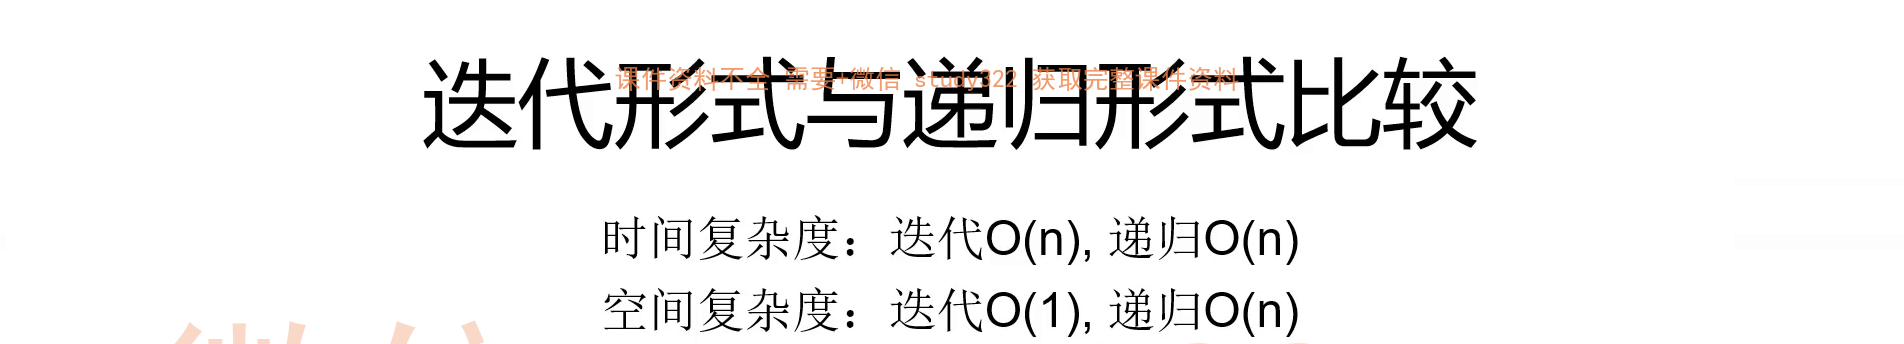 课件资料不全 需要+微信 study322 获取完整课件资料
迭代形式与递归形式比较
时间复杂度：迭代O(n), 递归O(n)
空间复杂度：迭代O(1), 递归O(n)